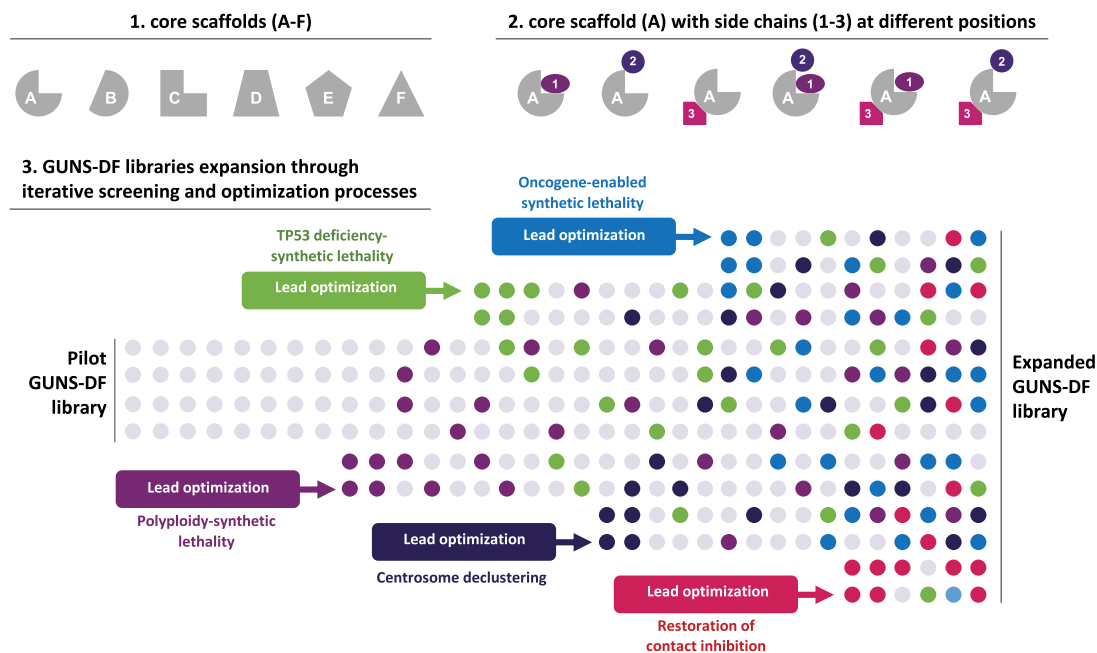 1. core scaffolds (A-F)
2. core scaffold (A) with side chains (1-3) at different positions
A B C D E F
A 1
A 2
A 3
A 2 1
A 1 3
A 2 3
3. GUNS-DF libraries expansion through
iterative screening and optimization processes
Oncogene-enabled
synthetic lethality
Lead optimization
TP53 deficiency-
synthetic lethality
Lead optimization
Pilot
GUNS-DF
library
Expanded
GUNS-DF
library
Lead optimization
Polyploidy-synthetic
lethality
Lead optimization
Centrosome declustering
Lead optimization
Restoration of
contact inhibition